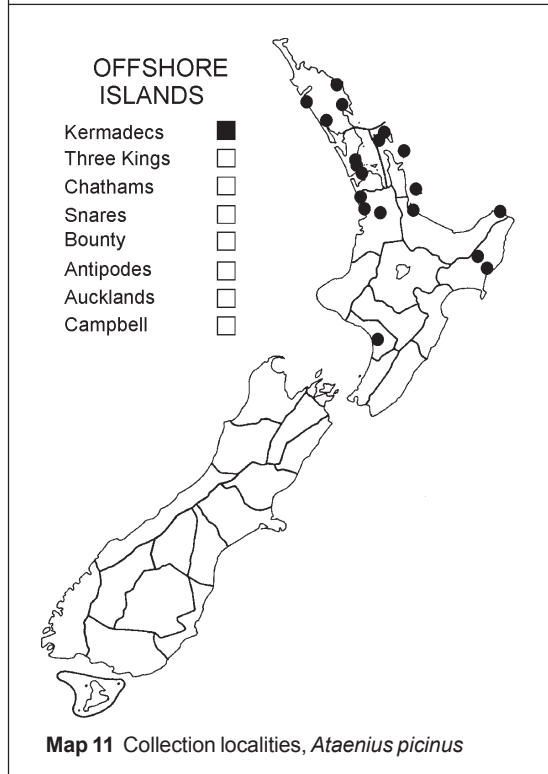 OFFSHORE
ISLANDS
Kermadecs
Three Kings
Chathams
Snares
Bounty
Antipodes
Aucklands
Campbell
Map 11 Collection localities, Ataenius picinus